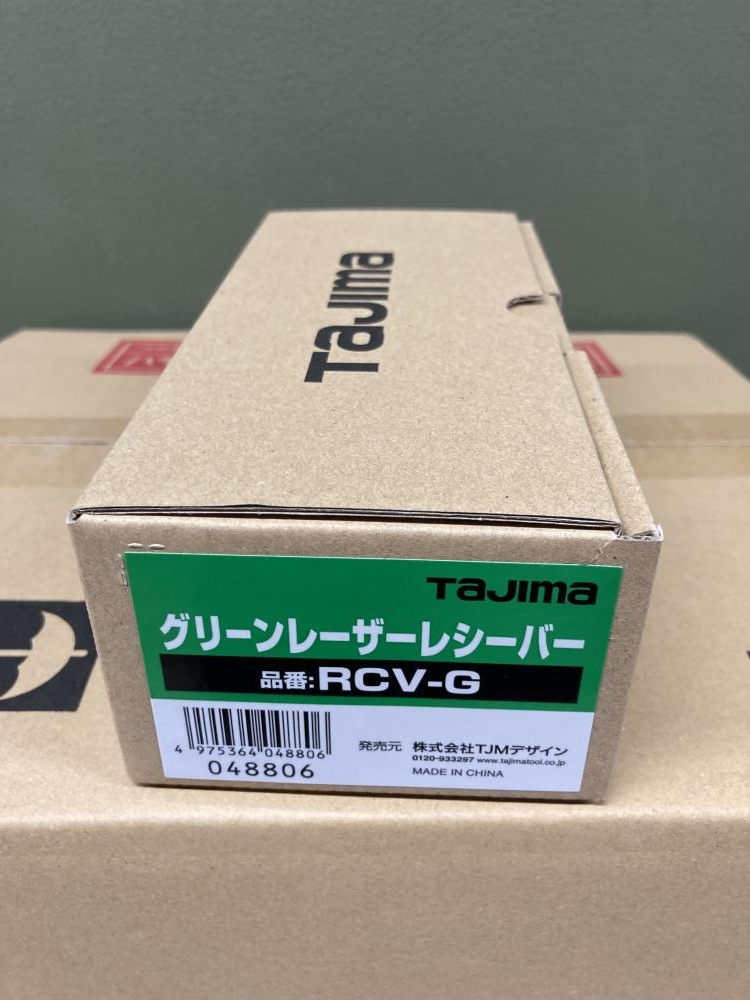 Tajima
Tajima
グリーンレーザーレシーバー
品番:RCV-G
4 975364 048806
048806
発売元 株式会社TJMデザイン
0120-933297 www.tajimatool.co.jp
MADE IN CHINA